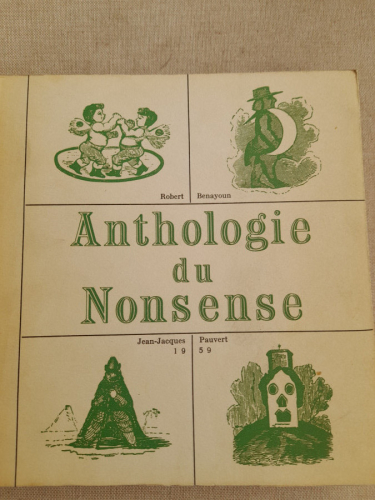 Robert Benayoun
Anthologie
du
Nonsense
Jean-Jacques Pauvert
19 59